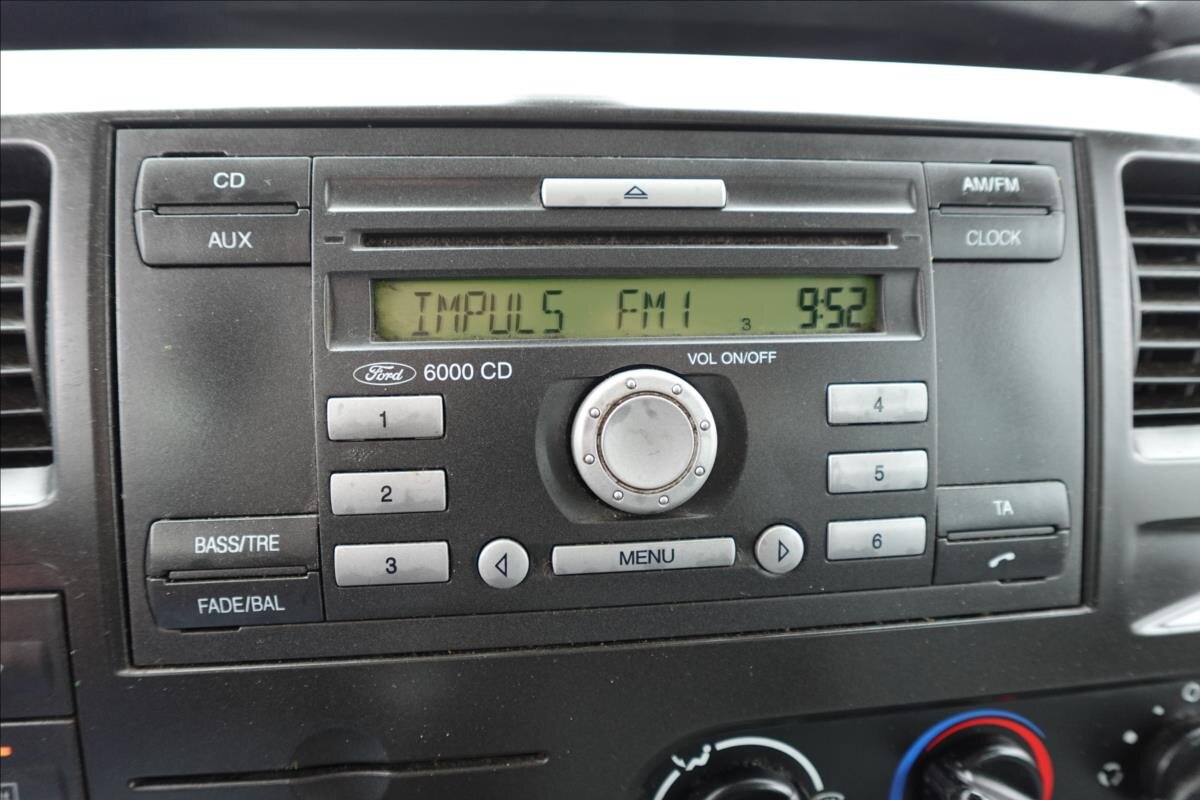 CD
AUX
AM/FM
CLOCK
IMPULS FM1 3 9:52
Ford 6000 CD
VOL ON/OFF
1
4
2
5
BASS/TRE
3
MENU
6
TA
FADE/BAL